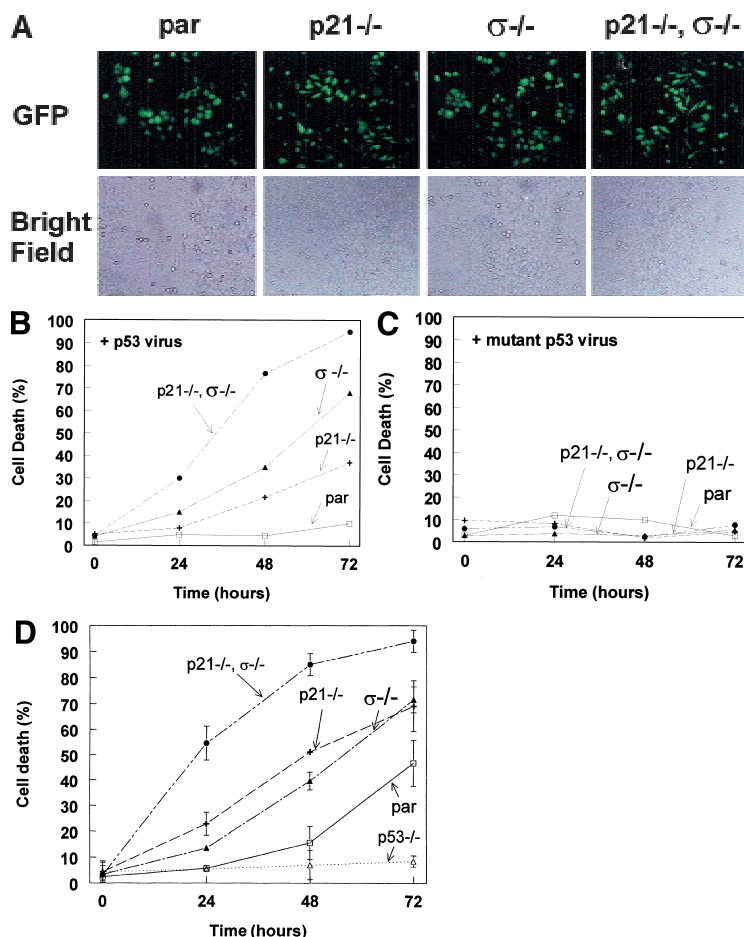 A
par
p21-/-
σ-/-
p21-/-, σ-/-
GFP
Bright
Field
B
+ p53 virus
100
90
80
70
60
50
40
30
20
10
0
Cell Death (%)
p21-/-, σ-/-
σ -/-
p21-/-
par
0
24
48
72
Time (hours)
C
+ mutant p53 virus
100
90
80
70
60
50
40
30
20
10
0
Cell Death (%)
p21-/-, σ-/-
σ-/-
p21-/-
par
0
24
48
72
Time (hours)
D
100
90
80
70
60
50
40
30
20
10
0
Cell death (%)
p21-/-, σ-/-
p21-/-
σ-/-
par
p53-/-
0
24
48
72
Time (hours)